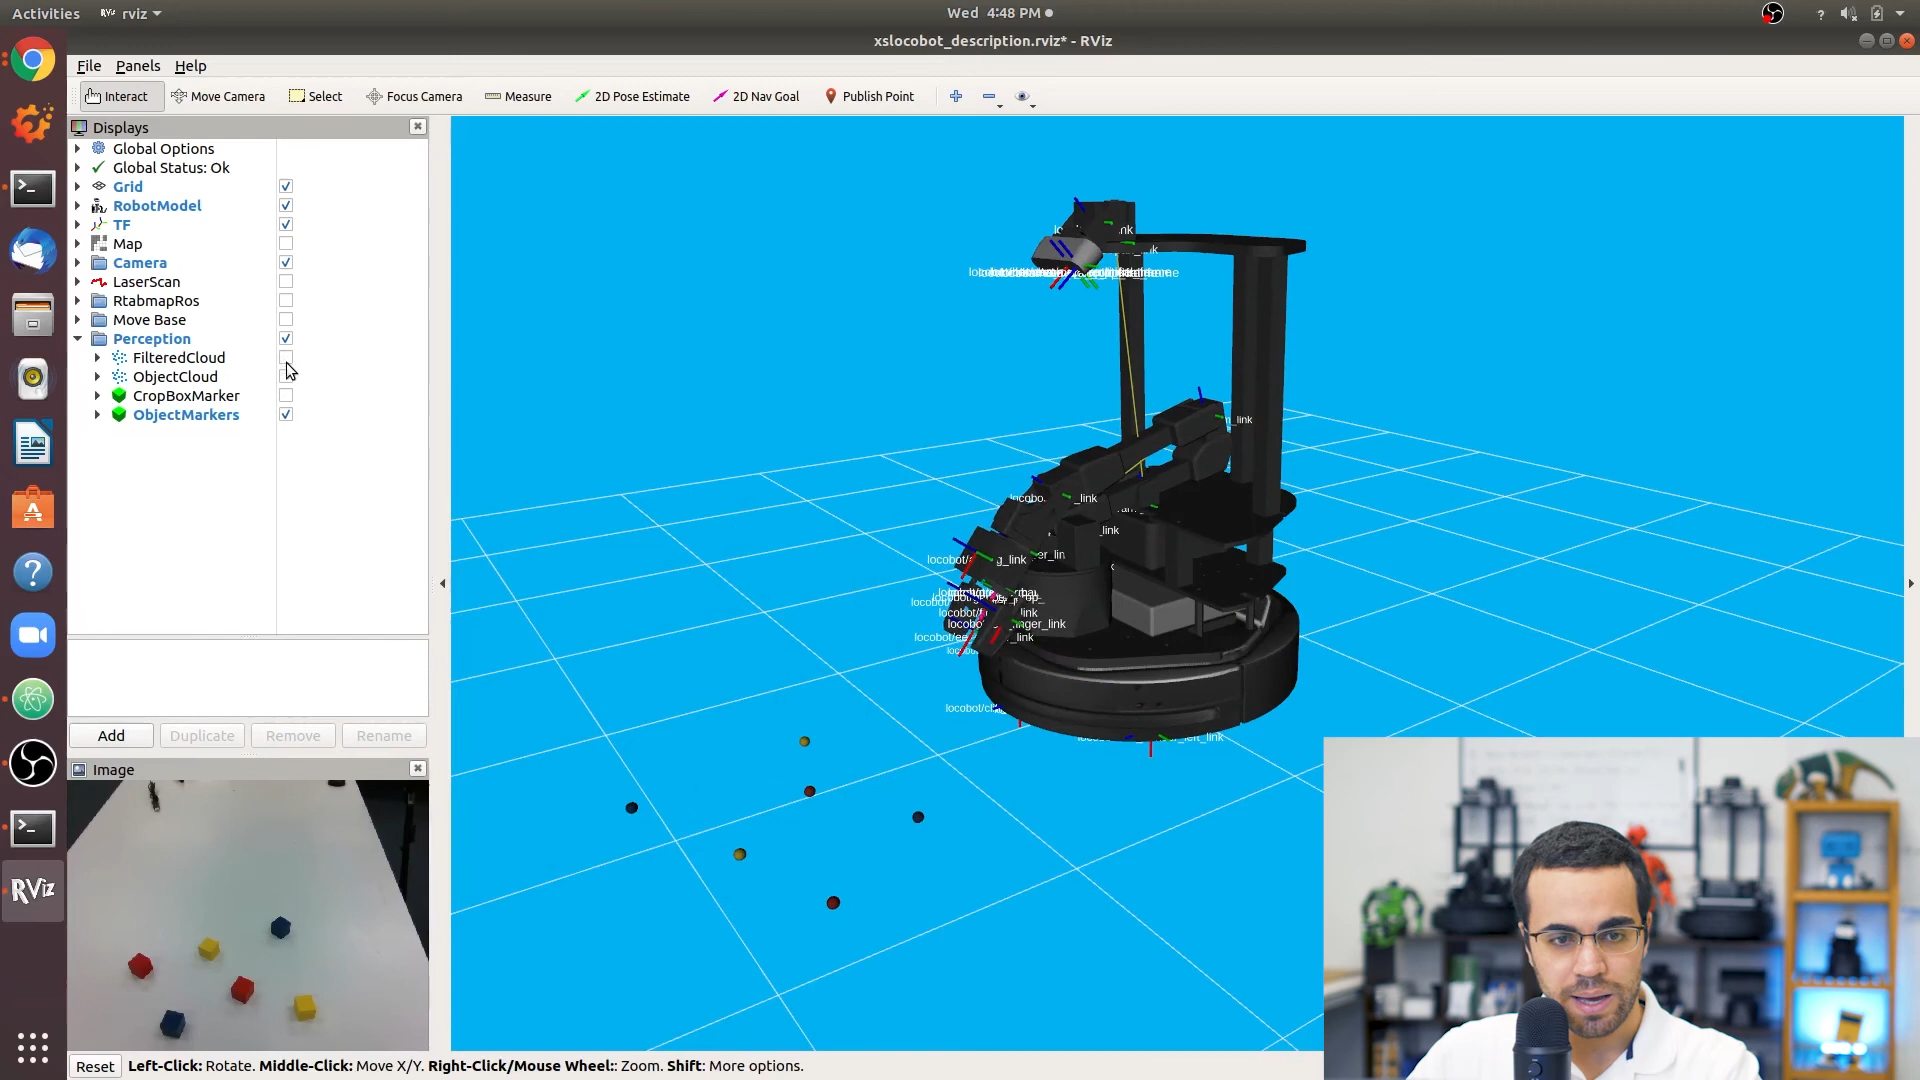 Activities
rviz
Wed 4:48 PM
xslocobot_description.rviz* - RViz
File Panels Help
Interact
Move Camera
Select
Focus Camera
Measure
2D Pose Estimate
2D Nav Goal
Publish Point
Displays
Global Options
Global Status: Ok
Grid
RobotModel
TF
Map
Camera
LaserScan
RtabmapRos
Move Base
Perception
FilteredCloud
ObjectCloud
CropBoxMarker
ObjectMarkers
Add
Duplicate
Remove
Rename
Image
RViz
Reset
Left-Click: Rotate. Middle-Click: Move X/Y. Right-Click/Mouse Wheel:: Zoom. Shift: More options.